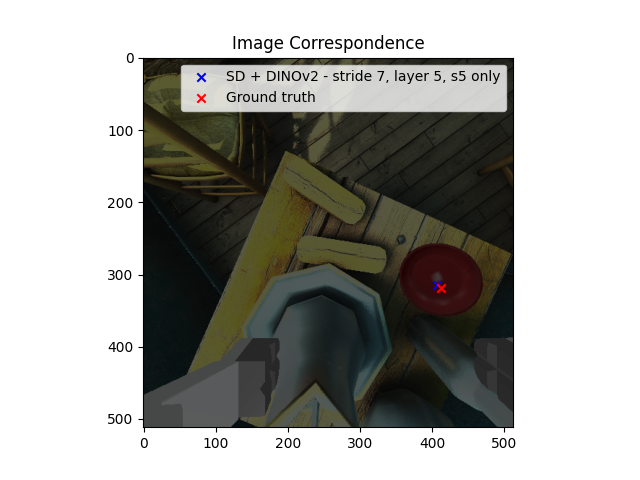 Image Correspondence
SD + DINOv2 - stride 7, layer 5, s5 only
Ground truth
0
100
200
300
400
500
0 100 200 300 400 500